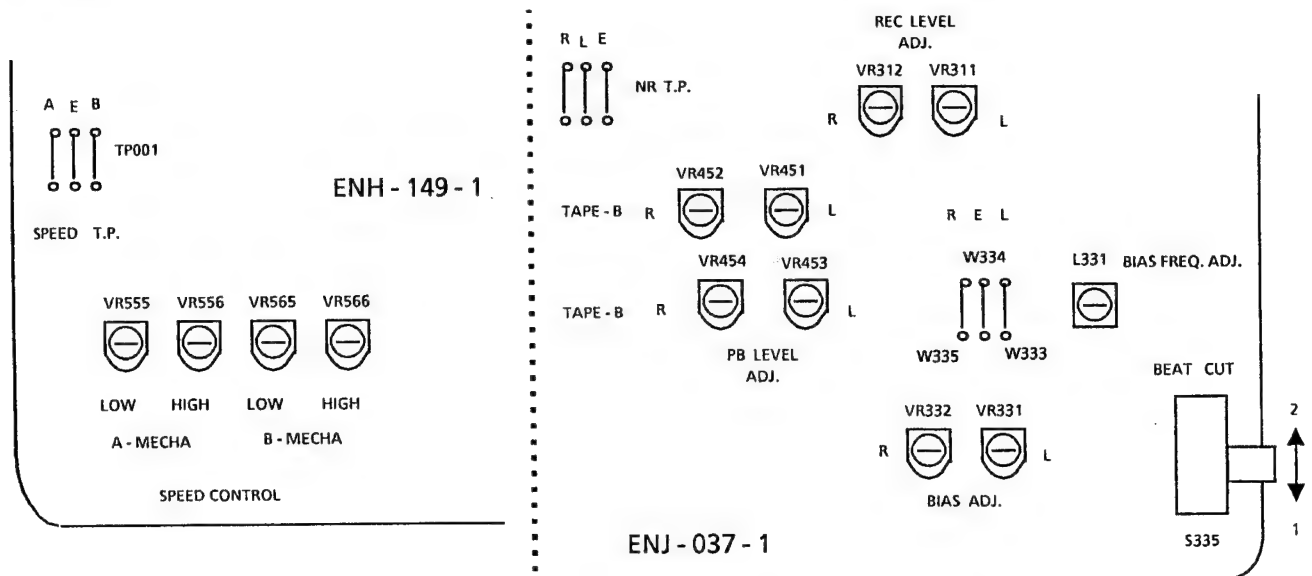 A E B
TP001
SPEED T.P.
ENH - 149 - 1
VR555 VR556 VR565 VR566
LOW HIGH LOW HIGH
A - MECHA B - MECHA
SPEED CONTROL
R L E
NR T.P.
REC LEVEL
ADJ.
VR312 VR311
R L
VR452 VR451
TAPE - B R L
VR454 VR453
TAPE - B R L
PB LEVEL
ADJ.
R E L
W334
W335 W333
L331 BIAS FREQ. ADJ.
BEAT CUT
2
1
S335
VR332 VR331
R L
BIAS ADJ.
ENJ - 037 - 1